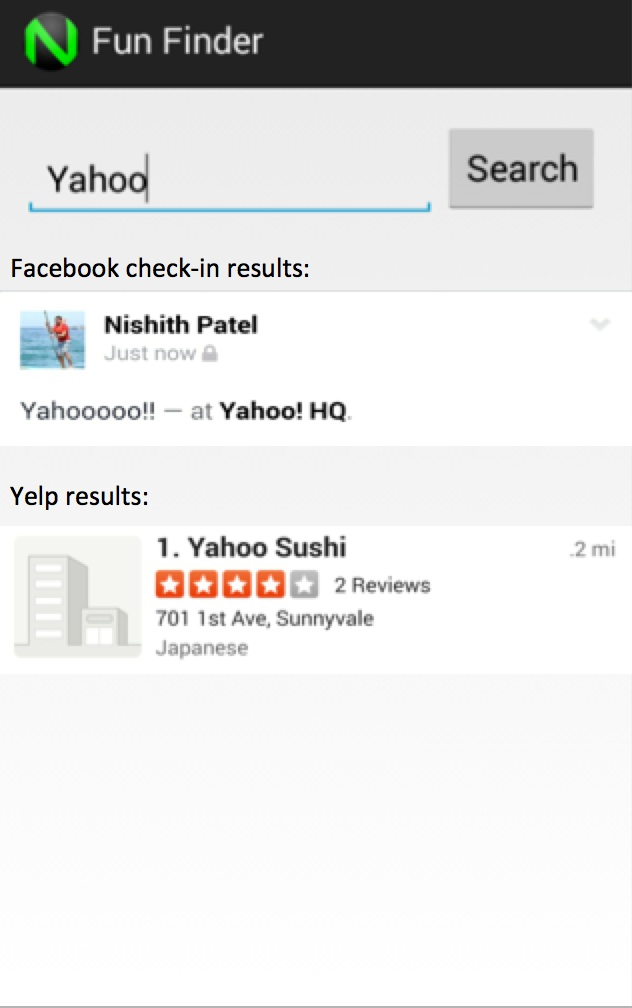 Fun Finder
Yahoo
Search
Facebook check-in results:
Nishith Patel
Just now
Yahooooo!! — at Yahoo! HQ.
Yelp results:
1. Yahoo Sushi
.2 mi
2 Reviews
701 1st Ave, Sunnyvale
Japanese